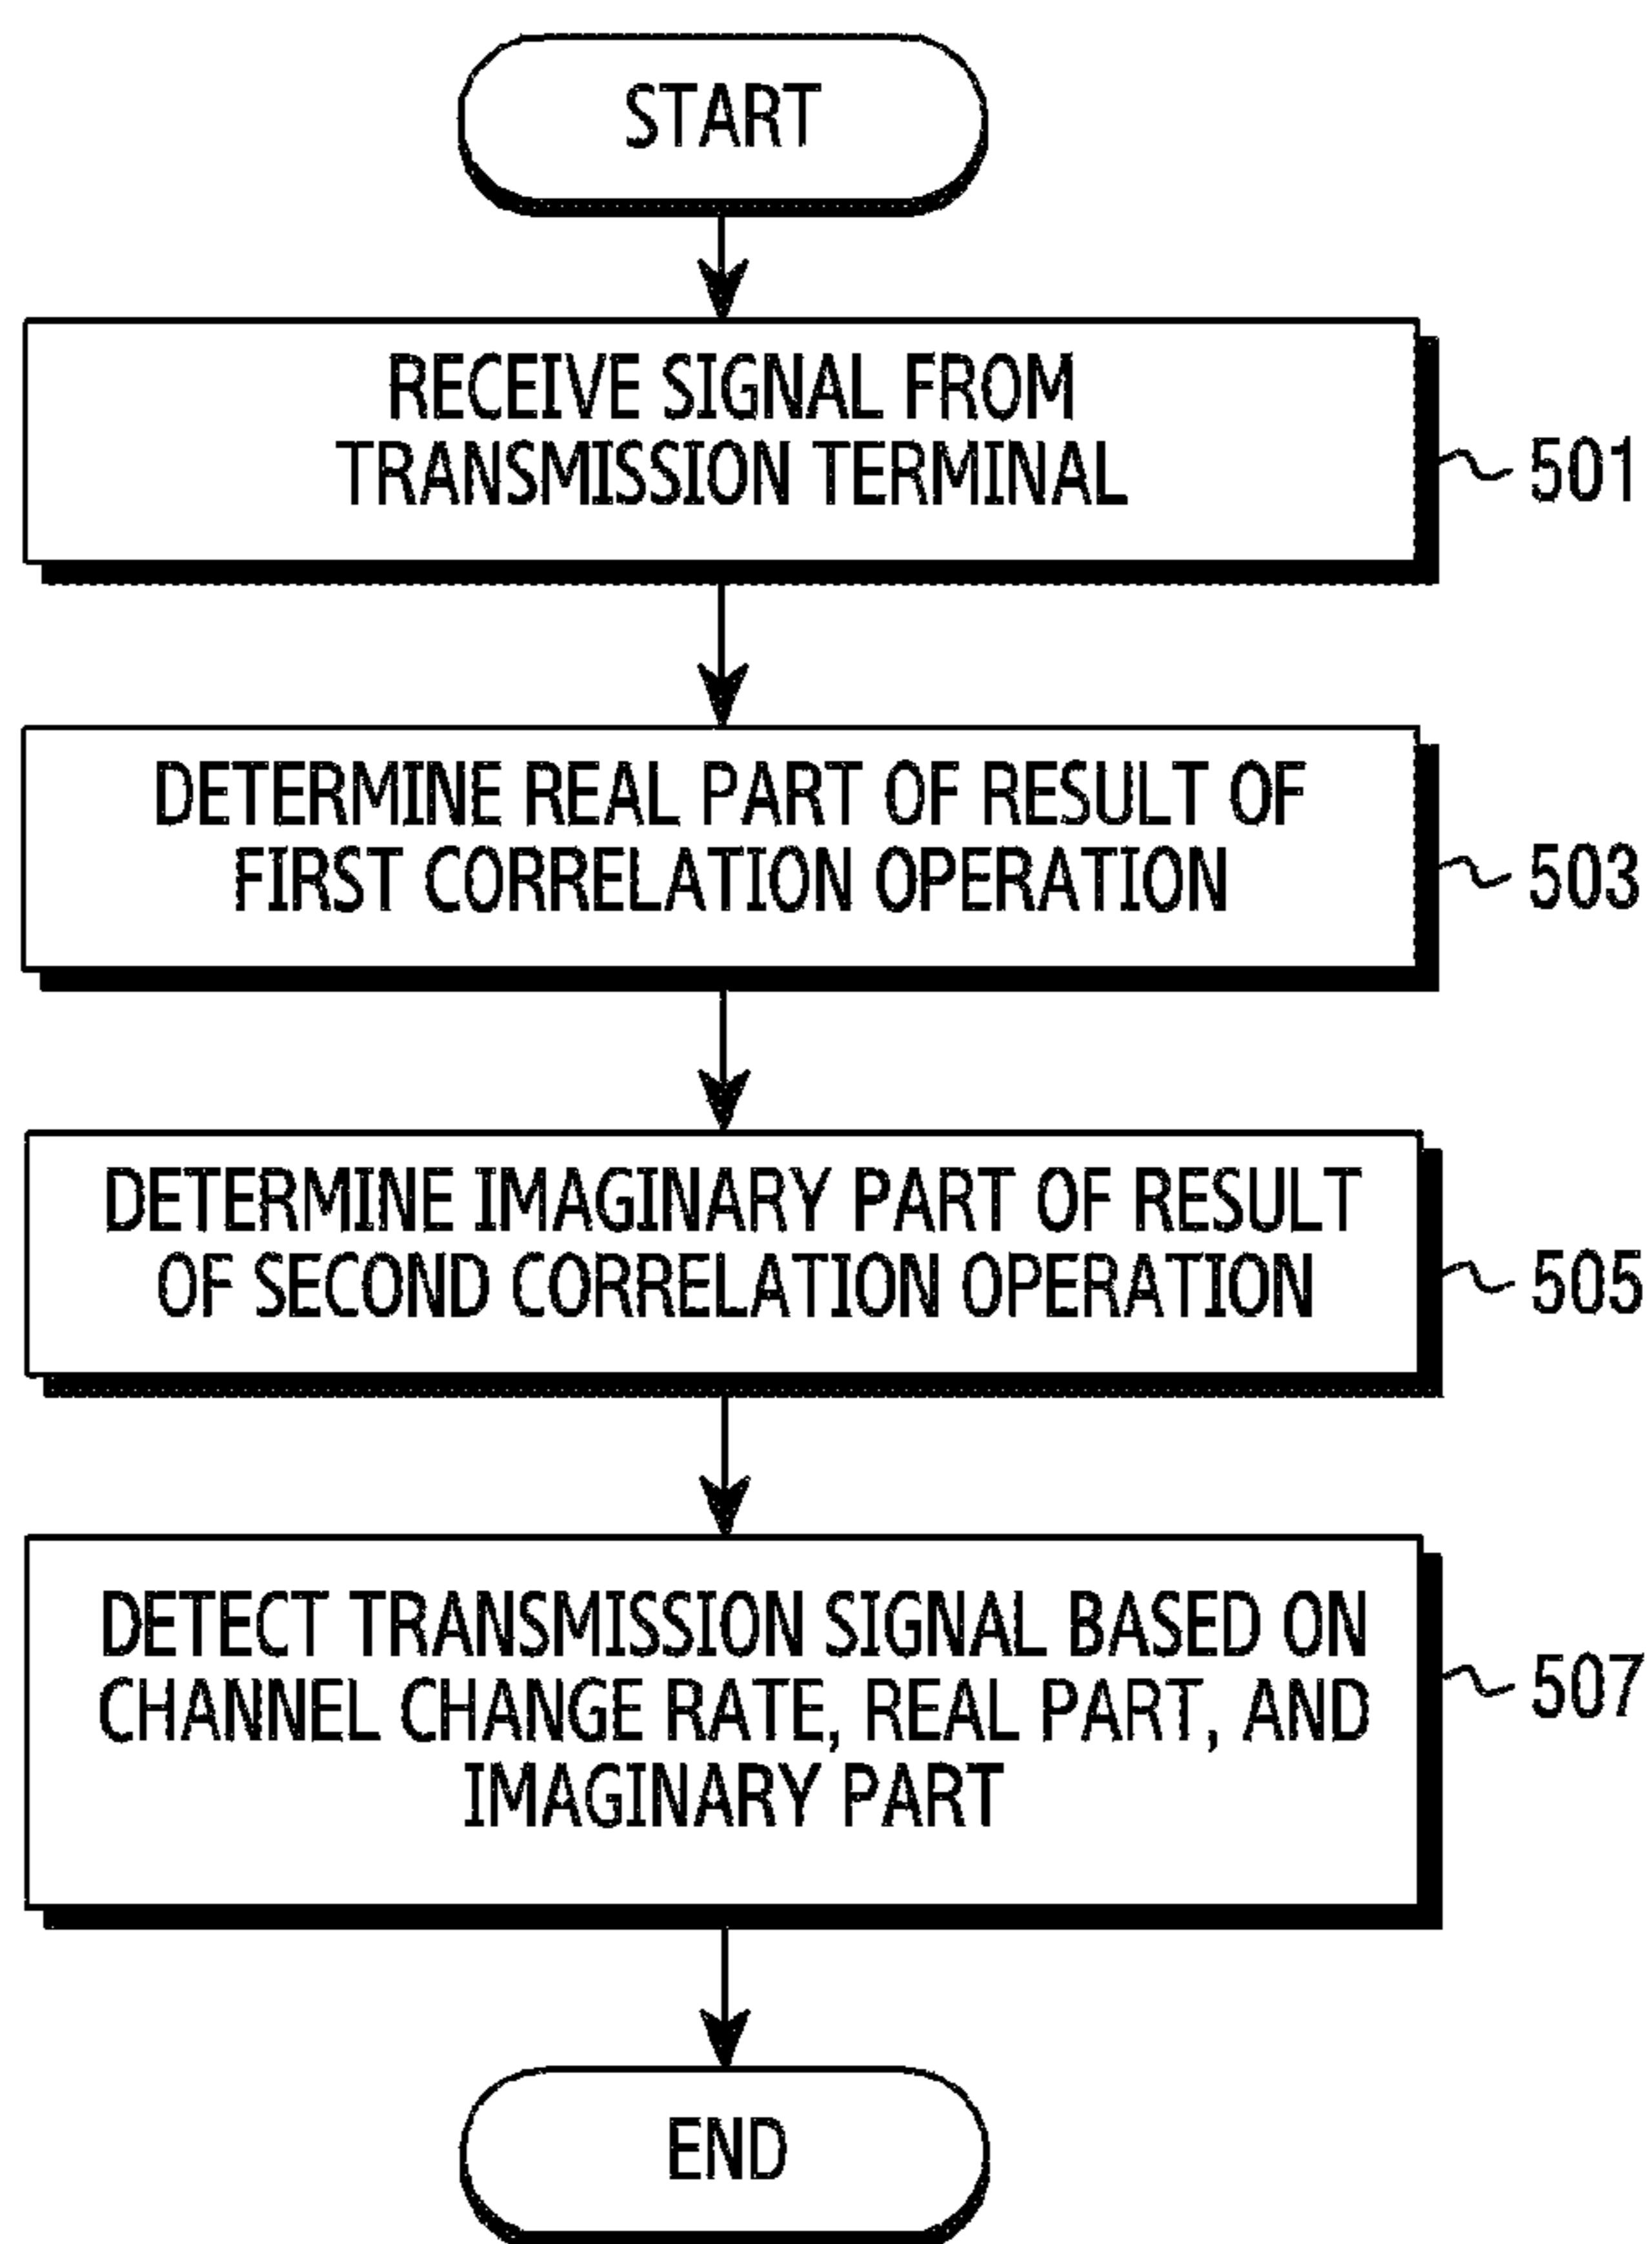 START
RECEIVE SIGNAL FROM
TRANSMISSION TERMINAL
501
DETERMINE REAL PART OF RESULT OF
FIRST CORRELATION OPERATION
503
DETERMINE IMAGINARY PART OF RESULT
OF SECOND CORRELATION OPERATION
505
DETECT TRANSMISSION SIGNAL BASED ON
CHANNEL CHANGE RATE, REAL PART, AND
IMAGINARY PART
507
END